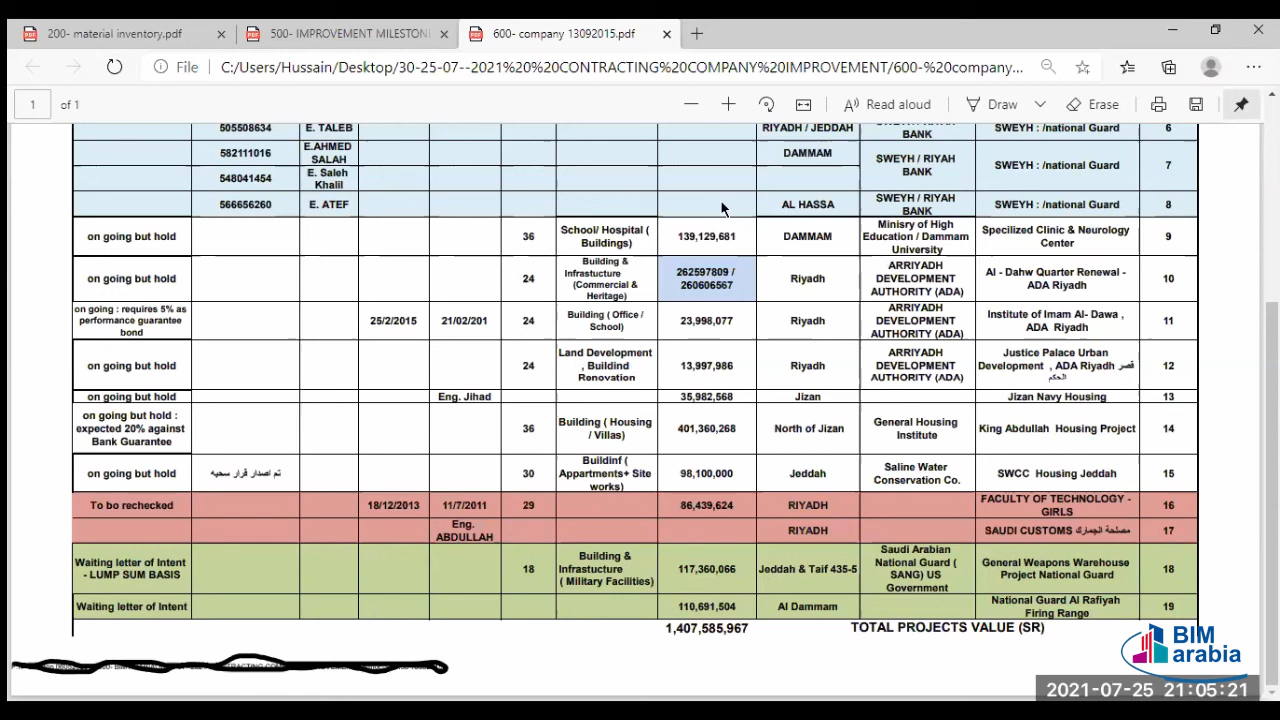 200- material inventory.pdf
500- IMPROVEMENT MILESTON
600- company 13092015.pdf
File
C:/Users/Hussain/Desktop/30-25-07--2021%20%20CONTRACTING%20COMPANY%20IMPROVEMENT/600-%20company...
1 of 1
Read aloud
Draw
Erase
505508634 E. TALEB RIYADH / JEDDAH BANK SWEYH : /national Guard 6
582111016 E.AHMED SALAH DAMMAM SWEYH / RIYAH BANK SWEYH : /national Guard 7
548041454 E. Saleh Khalil
566656260 E. ATEF AL HASSA SWEYH / RIYAH BANK SWEYH : /national Guard 8
on going but hold 36 School/ Hospital ( Buildings) 139,129,681 DAMMAM Minisry of High Education / Dammam University Specilized Clinic & Neurology Center 9
on going but hold 24 Building & Infrastucture (Commercial & Heritage) 262597809 / 260606567 Riyadh ARRIYADH DEVELOPMENT AUTHORITY (ADA) Al - Dahw Quarter Renewal - ADA Riyadh 10
on going : requires 5% as performance guarantee bond 25/2/2015 21/02/201 24 Building ( Office / School) 23,998,077 Riyadh ARRIYADH DEVELOPMENT AUTHORITY (ADA) Institute of Imam Al- Dawa , ADA Riyadh 11
on going but hold 24 Land Development , Buildind Renovation 13,997,986 Riyadh ARRIYADH DEVELOPMENT AUTHORITY (ADA) Justice Palace Urban Development , ADA Riyadh قصر الحكم 12
on going but hold Eng. Jihad 35,982,568 Jizan Jizan Navy Housing 13
on going but hold : expected 20% against Bank Guarantee 36 Building ( Housing / Villas) 401,360,268 North of Jizan General Housing Institute King Abdullah Housing Project 14
on going but hold تم اصدار قرار سحبه 30 Buildinf ( Appartments+ Site works) 98,100,000 Jeddah Saline Water Conservation Co. SWCC Housing Jeddah 15
To be rechecked 18/12/2013 11/7/2011 29 86,439,624 RIYADH FACULTY OF TECHNOLOGY - GIRLS 16
Eng. ABDULLAH RIYADH SAUDI CUSTOMS مصلحة الجمارك 17
Waiting letter of Intent - LUMP SUM BASIS 18 Building & Infrastucture ( Military Facilities) 117,360,066 Jeddah & Taif 435-5 Saudi Arabian National Guard ( SANG) US Government General Weapons Warehouse Project National Guard 18
Waiting letter of Intent 110,691,504 Al Dammam National Guard Al Rafiyah Firing Range 19
1,407,585,967 TOTAL PROJECTS VALUE (SR)
BIM
arabia
2021-07-25 21:05:21